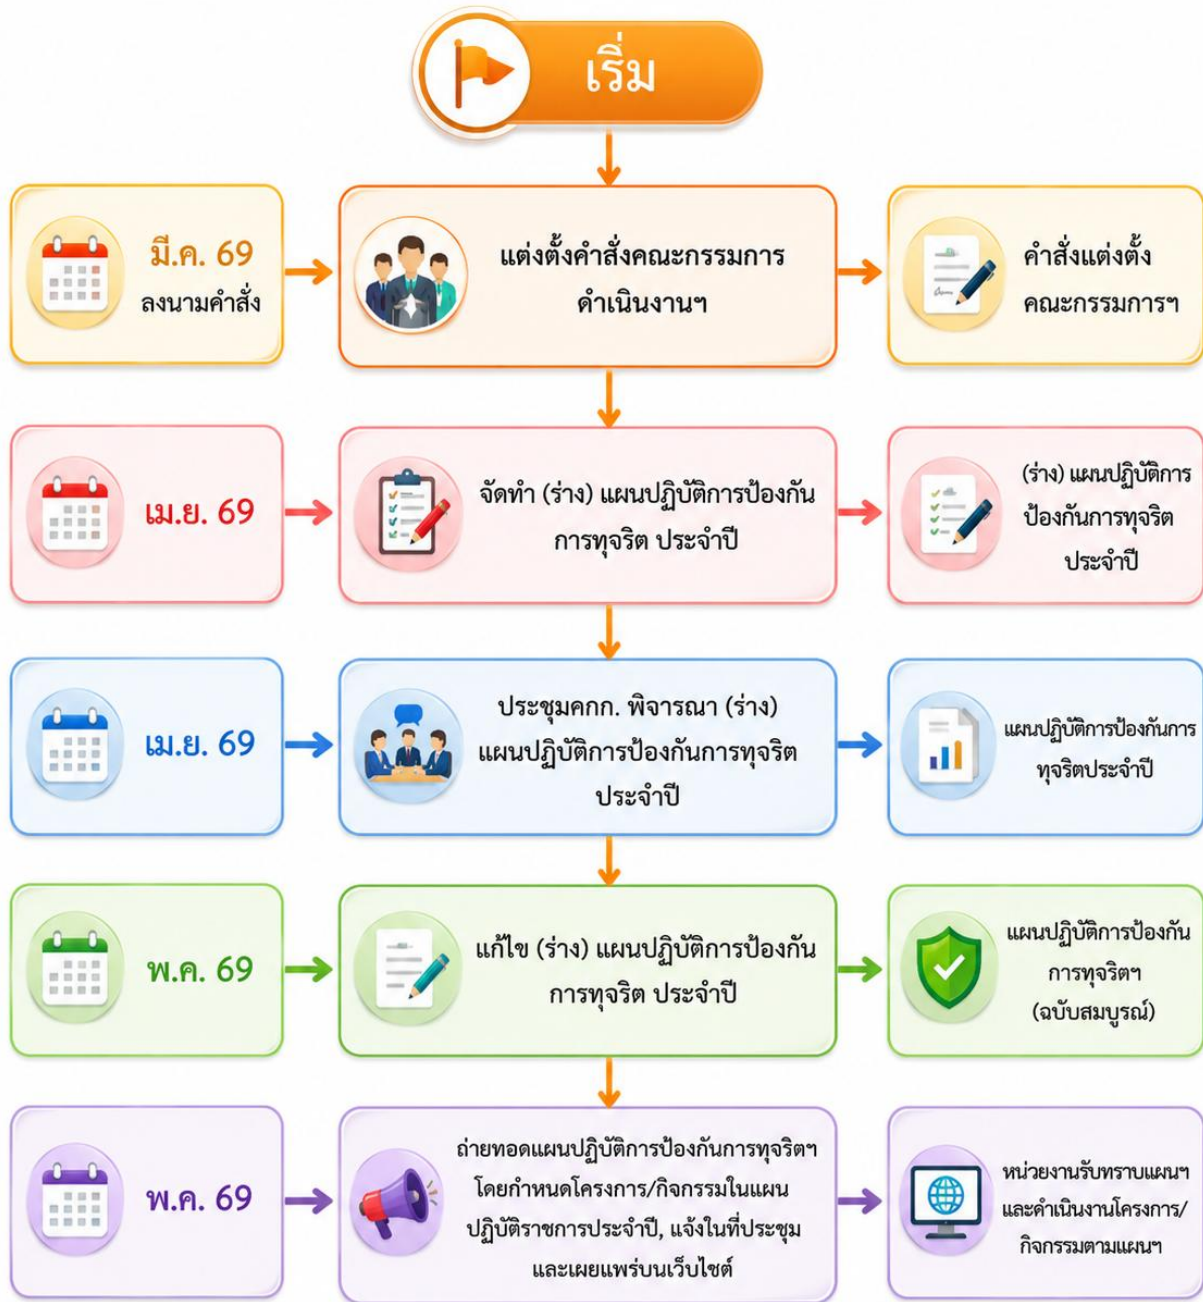 เริ่ม
มี.ค. 69
ลงนามคำสั่ง
แต่งตั้งคำสั่งคณะกรรมการ
ดำเนินงานฯ
คำสั่งแต่งตั้ง
คณะกรรมการฯ
เม.ย. 69
จัดทำ (ร่าง) แผนปฏิบัติการป้องกัน
การทุจริต ประจำปี
(ร่าง) แผนปฏิบัติการ
ป้องกันการทุจริต
ประจำปี
เม.ย. 69
ประชุมคกก. พิจารณา (ร่าง)
แผนปฏิบัติการป้องกันการทุจริต
ประจำปี
แผนปฏิบัติการป้องกันการ
ทุจริตประจำปี
พ.ค. 69
แก้ไข (ร่าง) แผนปฏิบัติการป้องกัน
การทุจริต ประจำปี
แผนปฏิบัติการป้องกัน
การทุจริตฯ
(ฉบับสมบูรณ์)
พ.ค. 69
ถ่ายทอดแผนปฏิบัติการป้องกันการทุจริตฯ
โดยกำหนดโครงการ/กิจกรรมในแผน
ปฏิบัติราชการประจำปี, แจ้งในที่ประชุม
และเผยแพร่บนเว็บไซต์
หน่วยงานรับทราบแผนฯ
และดำเนินงานโครงการ/
กิจกรรมตามแผนฯ